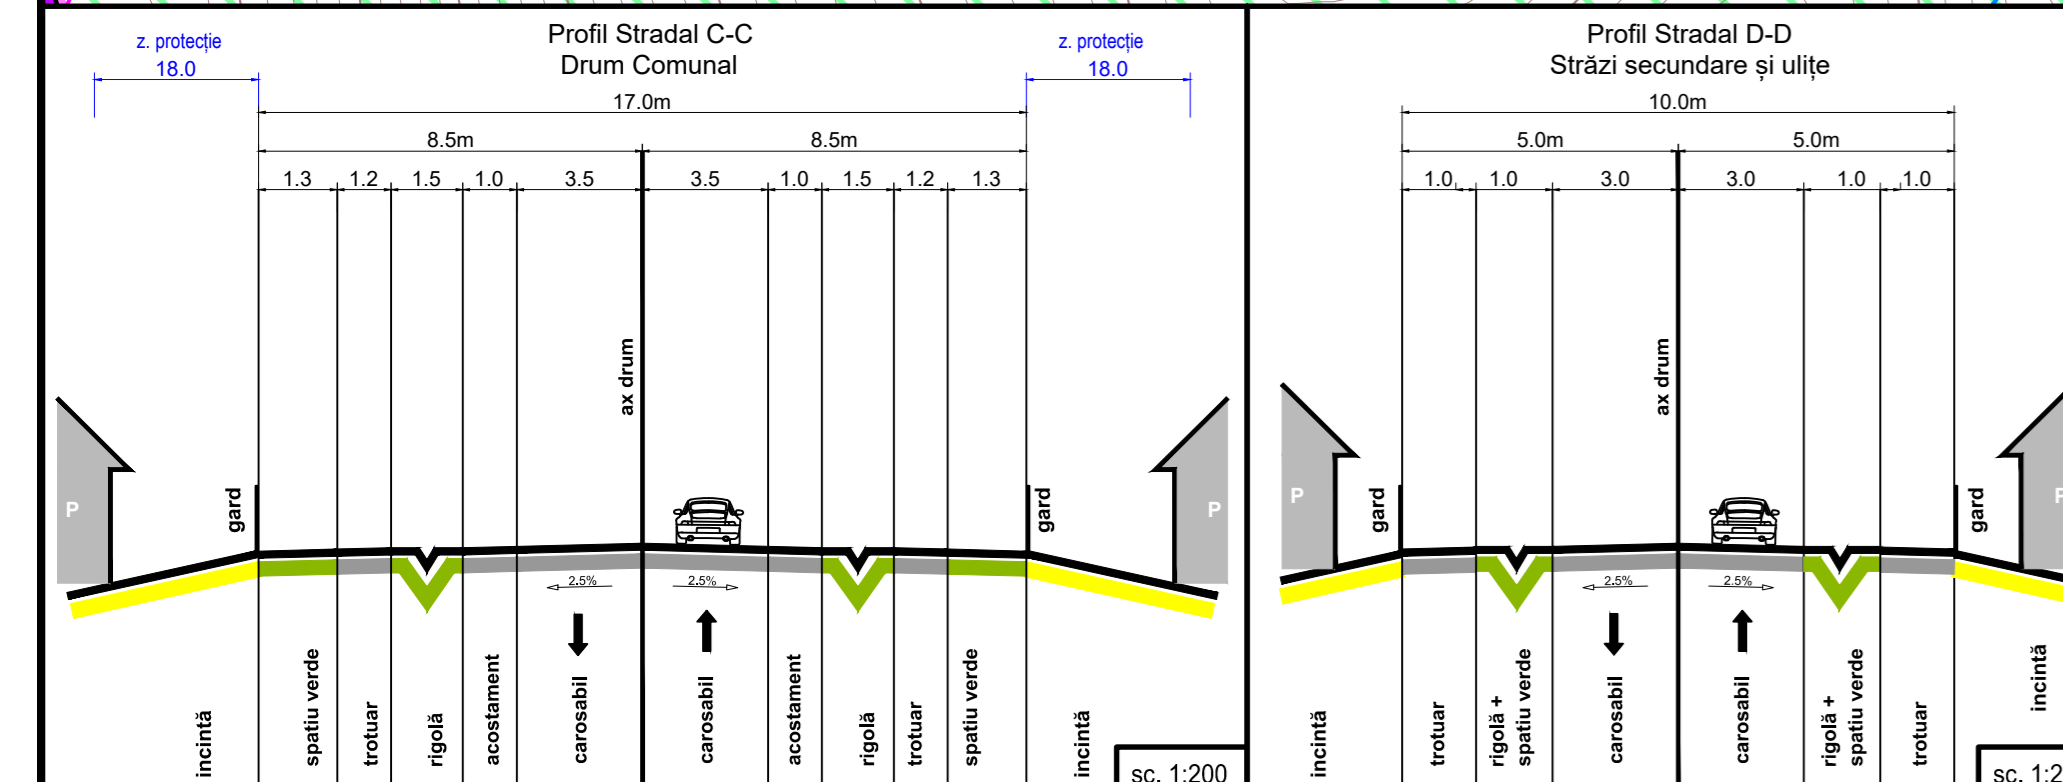 Profil Stradal C-C
Drum Comunal
z. protecție
18.0
z. protecție
18.0
17.0m
8.5m
8.5m
1.3
1.2
1.5
1.0
3.5
3.5
1.0
1.5
1.2
1.3
ax drum
P
gard
gard
P
2.5%
2.5%
incintă
spatiu verde
trotuar
rigolă
acostament
carosabil
carosabil
acostament
rigolă
trotuar
spatiu verde
incintă
sc. 1:200
Profil Stradal D-D
Străzi secundare și ulițe
10.0m
5.0m
5.0m
1.0
1.0
3.0
3.0
1.0
1.0
ax drum
P
gard
gard
P
2.5%
2.5%
incintă
trotuar
rigolă +
spatiu verde
carosabil
carosabil
rigolă +
spatiu verde
trotuar
incintă
sc. 1:2